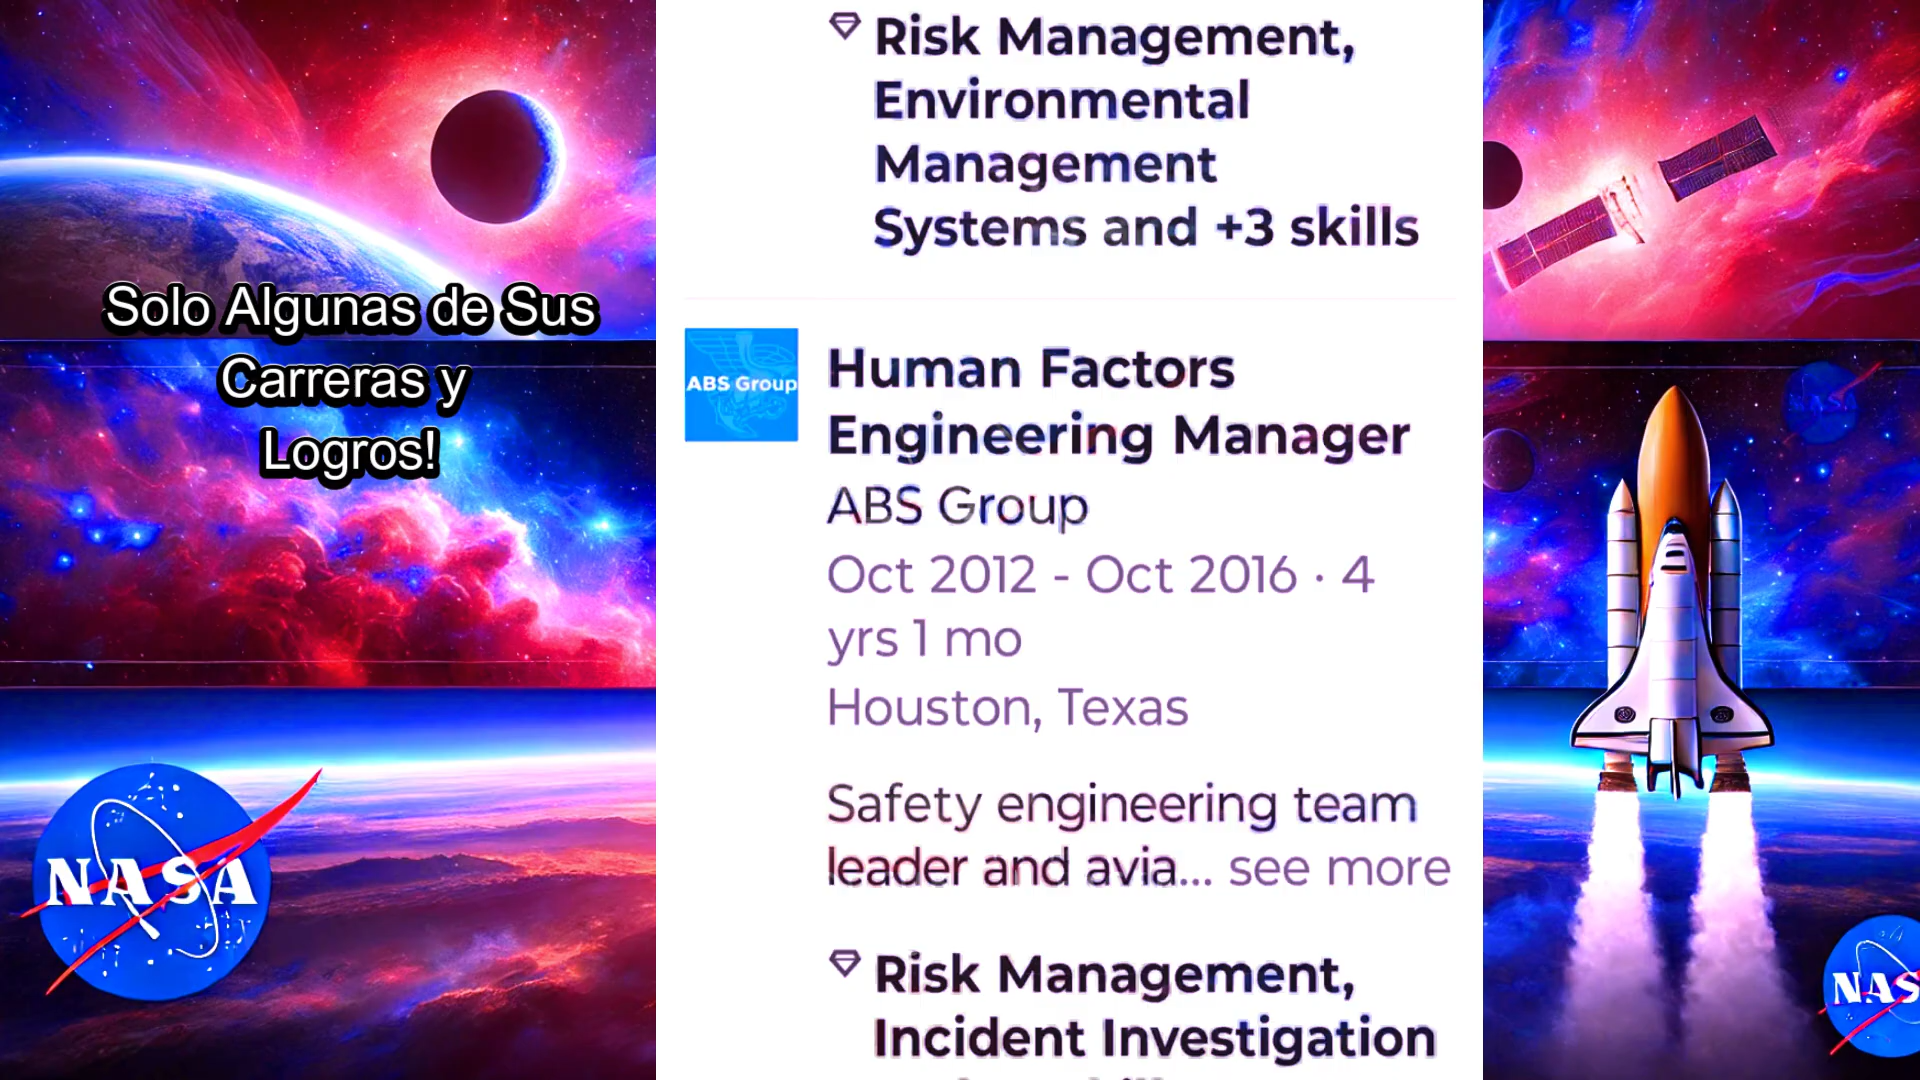 Solo Algunas de Sus
Carreras y
Logros!
NASA
Risk Management,
Environmental
Management
Systems and +3 skills
ABS Group
Human Factors
Engineering Manager
ABS Group
Oct 2012 - Oct 2016 · 4
yrs 1 mo
Houston, Texas
Safety engineering team
leader and avia... see more
Risk Management,
Incident Investigation
NAS